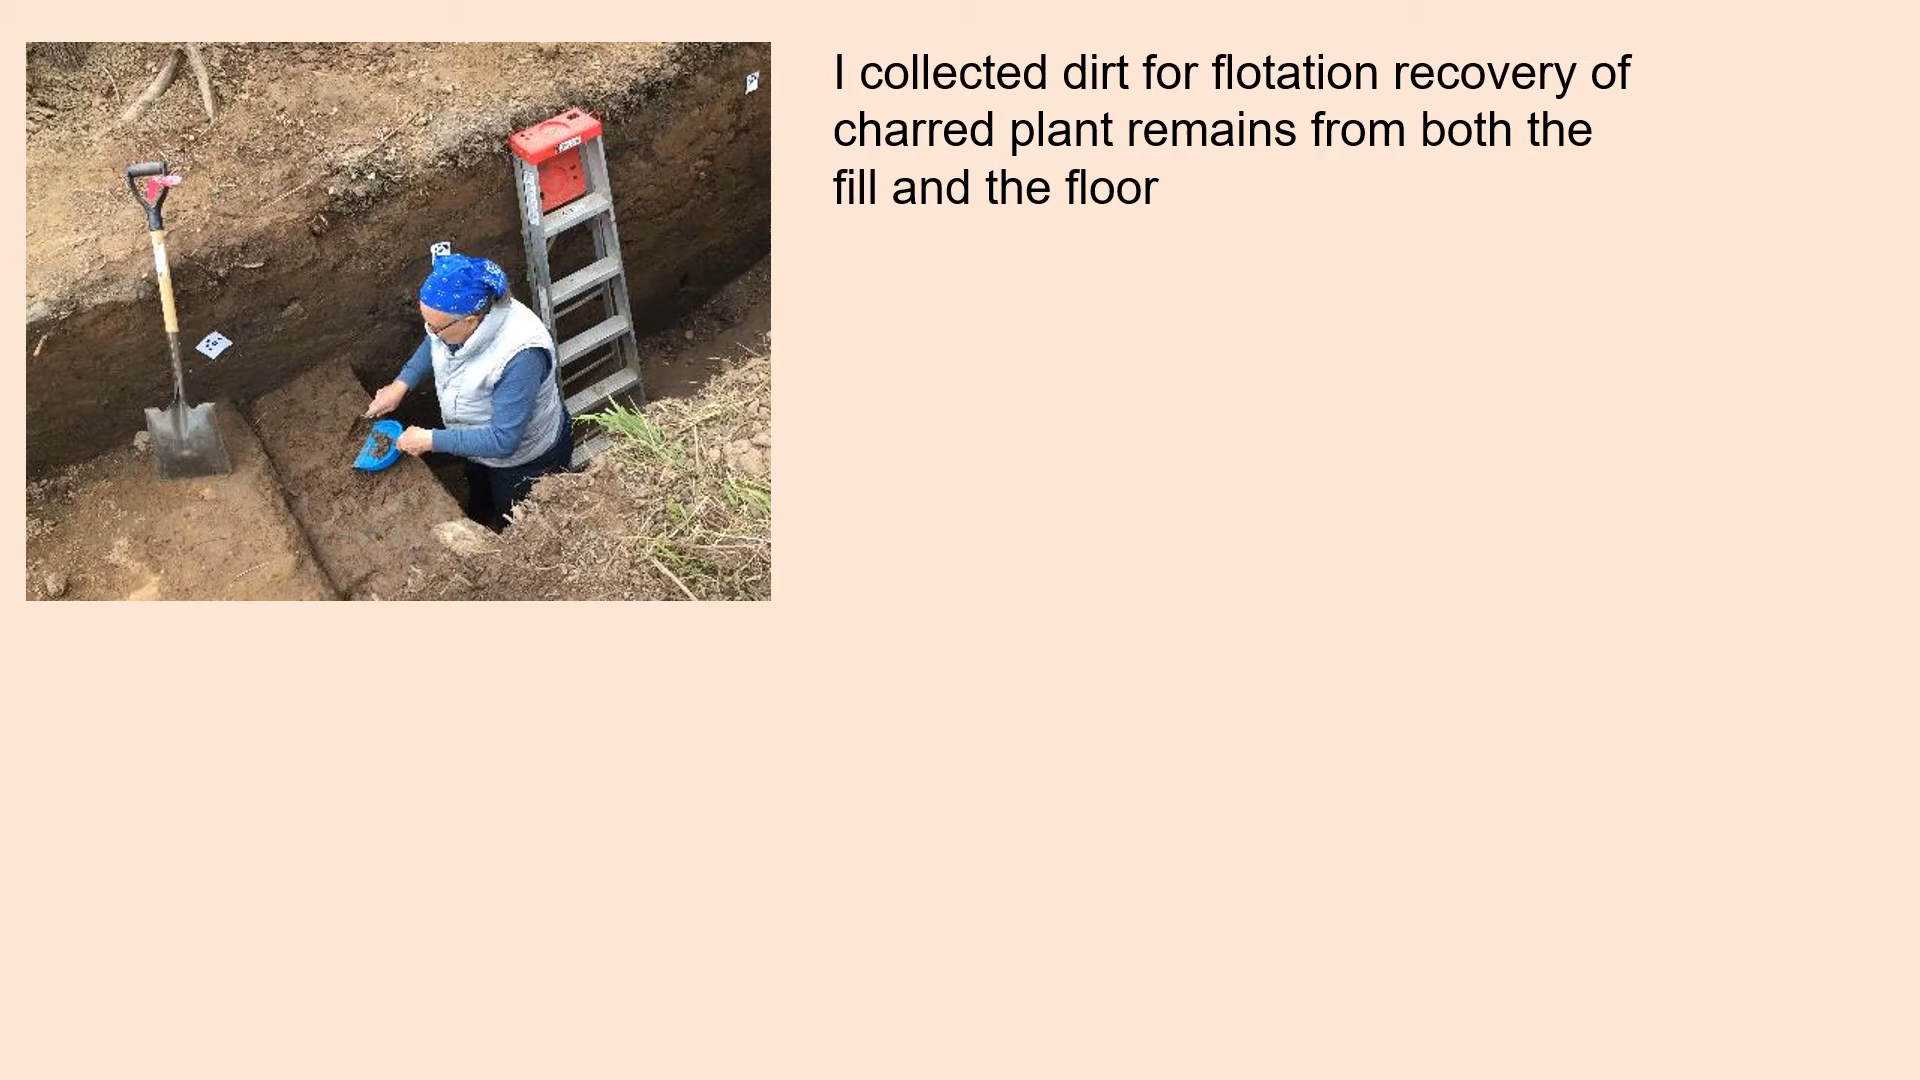 I collected dirt for flotation recovery of
charred plant remains from both the
fill and the floor